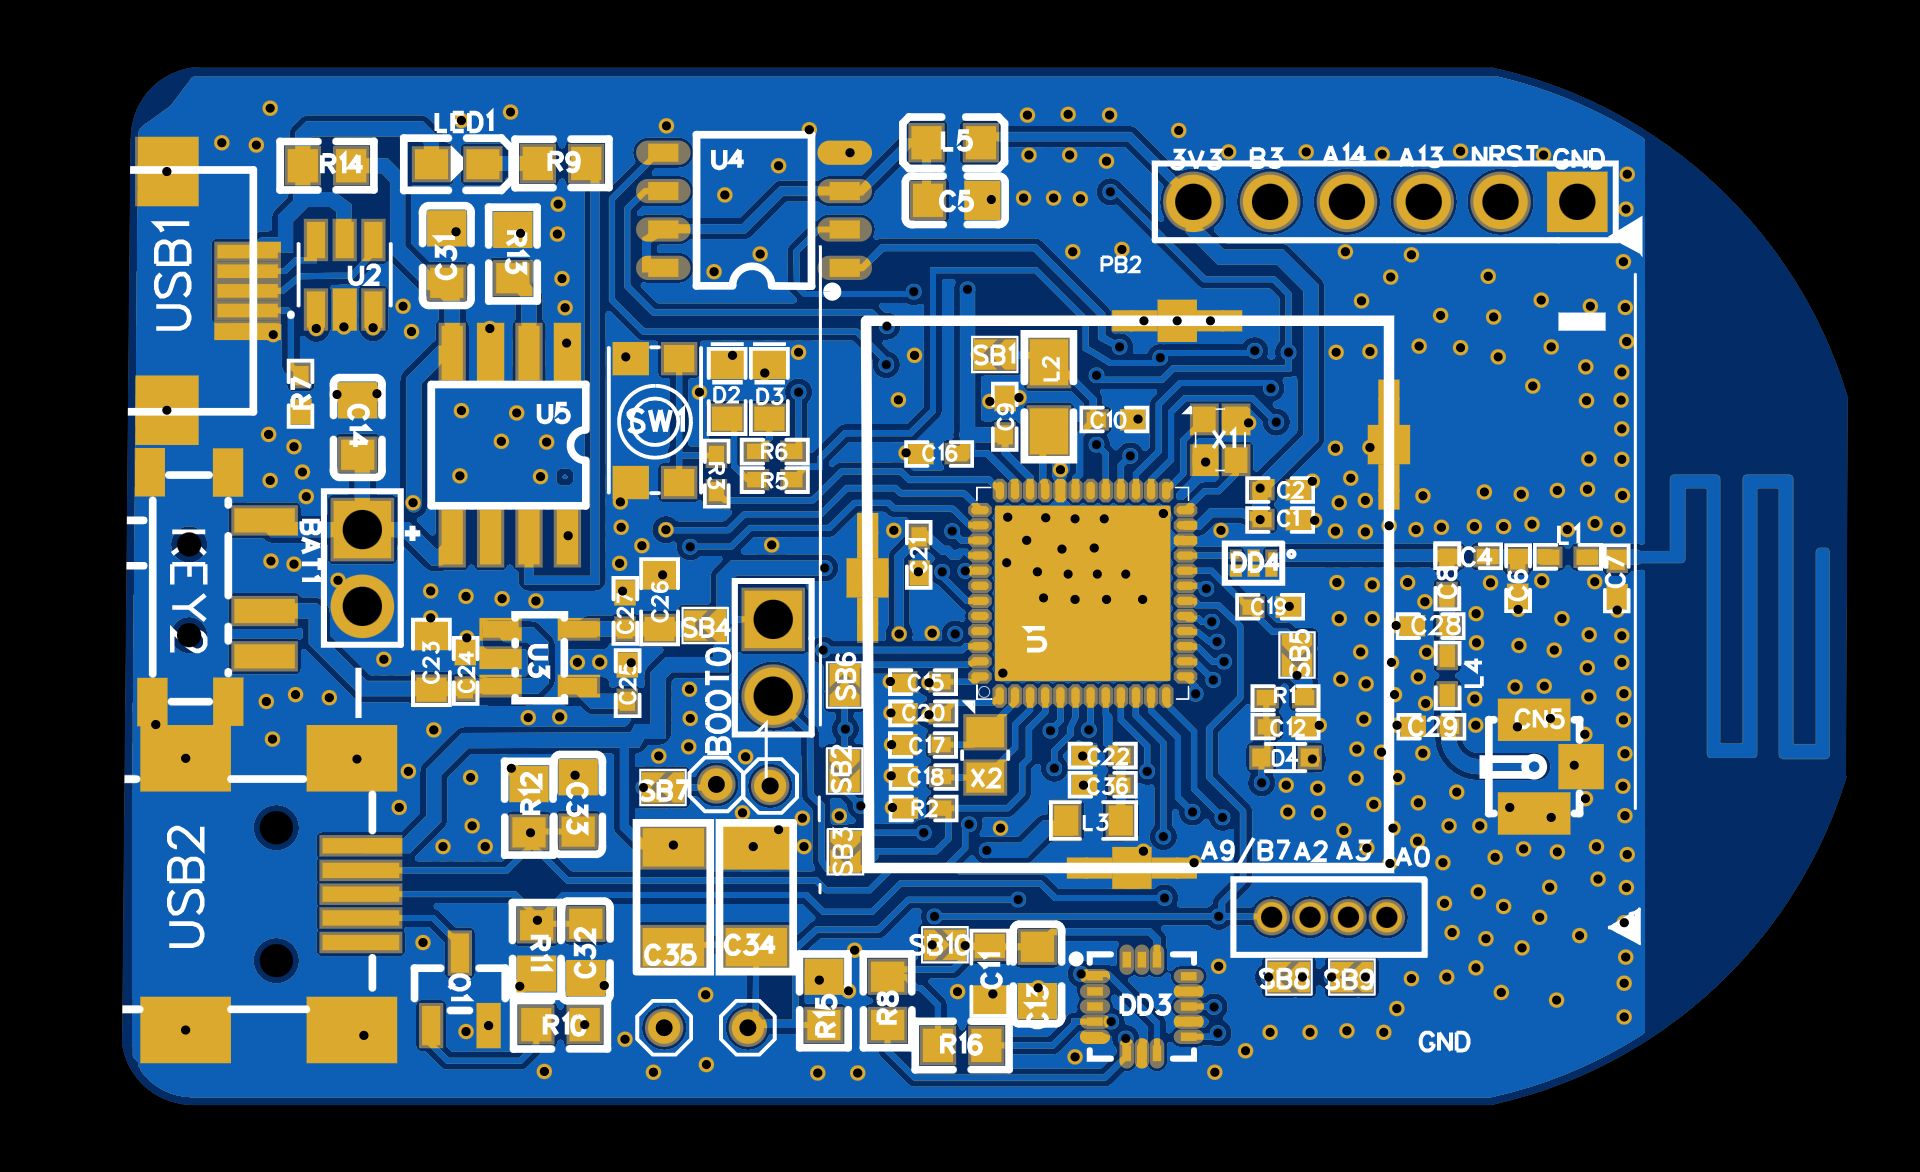 LED1
R14
R9
U4
L5
3V3 B3 A14 A13 NRST GND
C5
USB1
C31
R13
U2
PB2
SB1
L2
R7
C14
U5
SW1
D2 D3
C9
C10
X1
R6
R3
R5
C16
C2
C1
BAT1
+
KEY2
C21
DD4
C4
L1
C7
C8
C6
C27
C26
SB4
C19
C28
U1
U3
C23
C24
C25
BOOT0
SB6
SB5
L4
C15
R1
C20
C12
C29
CN5
C17
C22
D4
SB2
C18
X2
C36
SB7
R12
C33
R2
L3
USB2
SB3
A9/B7 A2 A3 A0
C35
C34
R11
C32
SB10
C11
SB8
SB9
Q1
R10
R15
R8
C13
DD3
R16
GND